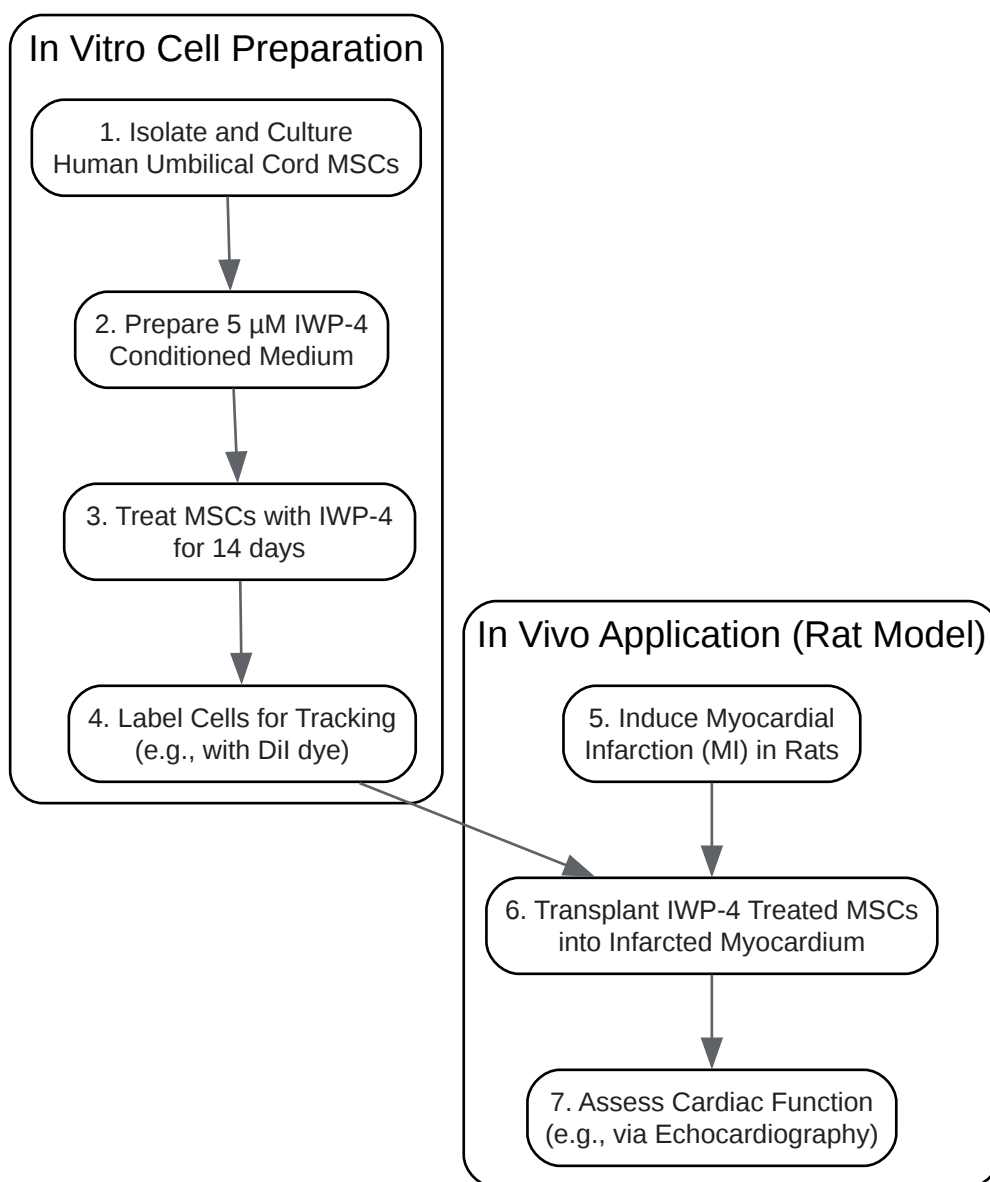 In Vitro Cell Preparation
1. Isolate and Culture
Human Umbilical Cord MSCs
2. Prepare 5 µM IWP-4
Conditioned Medium
3. Treat MSCs with IWP-4
for 14 days
4. Label Cells for Tracking
(e.g., with DiI dye)
In Vivo Application (Rat Model)
5. Induce Myocardial
Infarction (MI) in Rats
6. Transplant IWP-4 Treated MSCs
into Infarcted Myocardium
7. Assess Cardiac Function
(e.g., via Echocardiography)